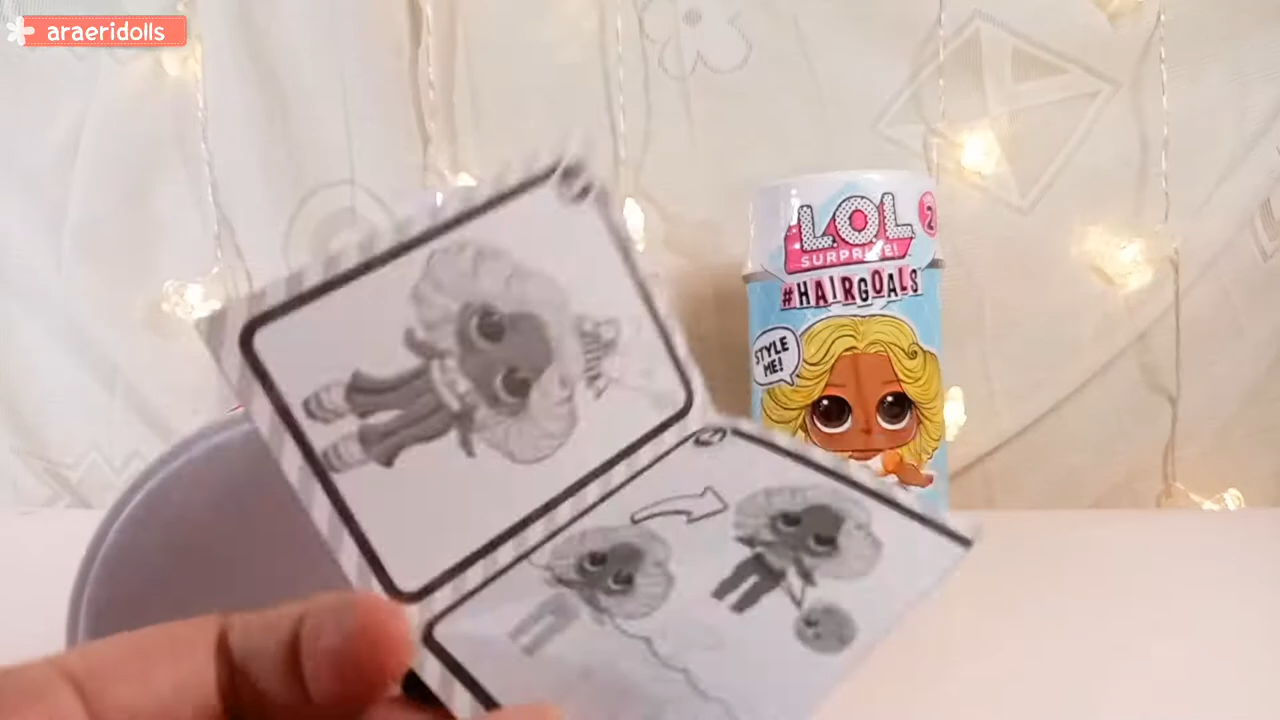 araeridolls
L.O.L.
SURPRISE!
2
#HAIRGOALS
STYLE
ME!